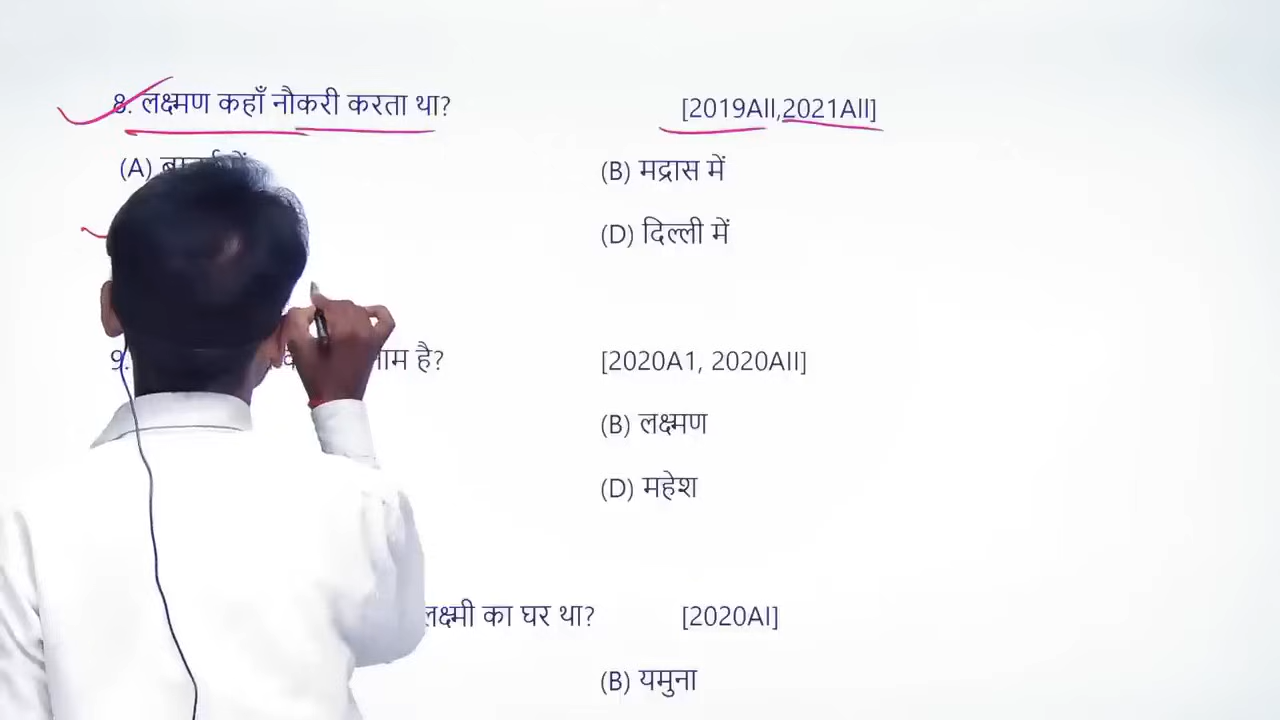 8. लक्ष्मण कहाँ नौकरी करता था? [2019AII,2021AII]
(A) (B) मद्रास में
(D) दिल्ली में
9. है? [2020A1, 2020AII]
(B) लक्ष्मण
(D) महेश
लक्ष्मी का घर था? [2020AI]
(B) यमुना